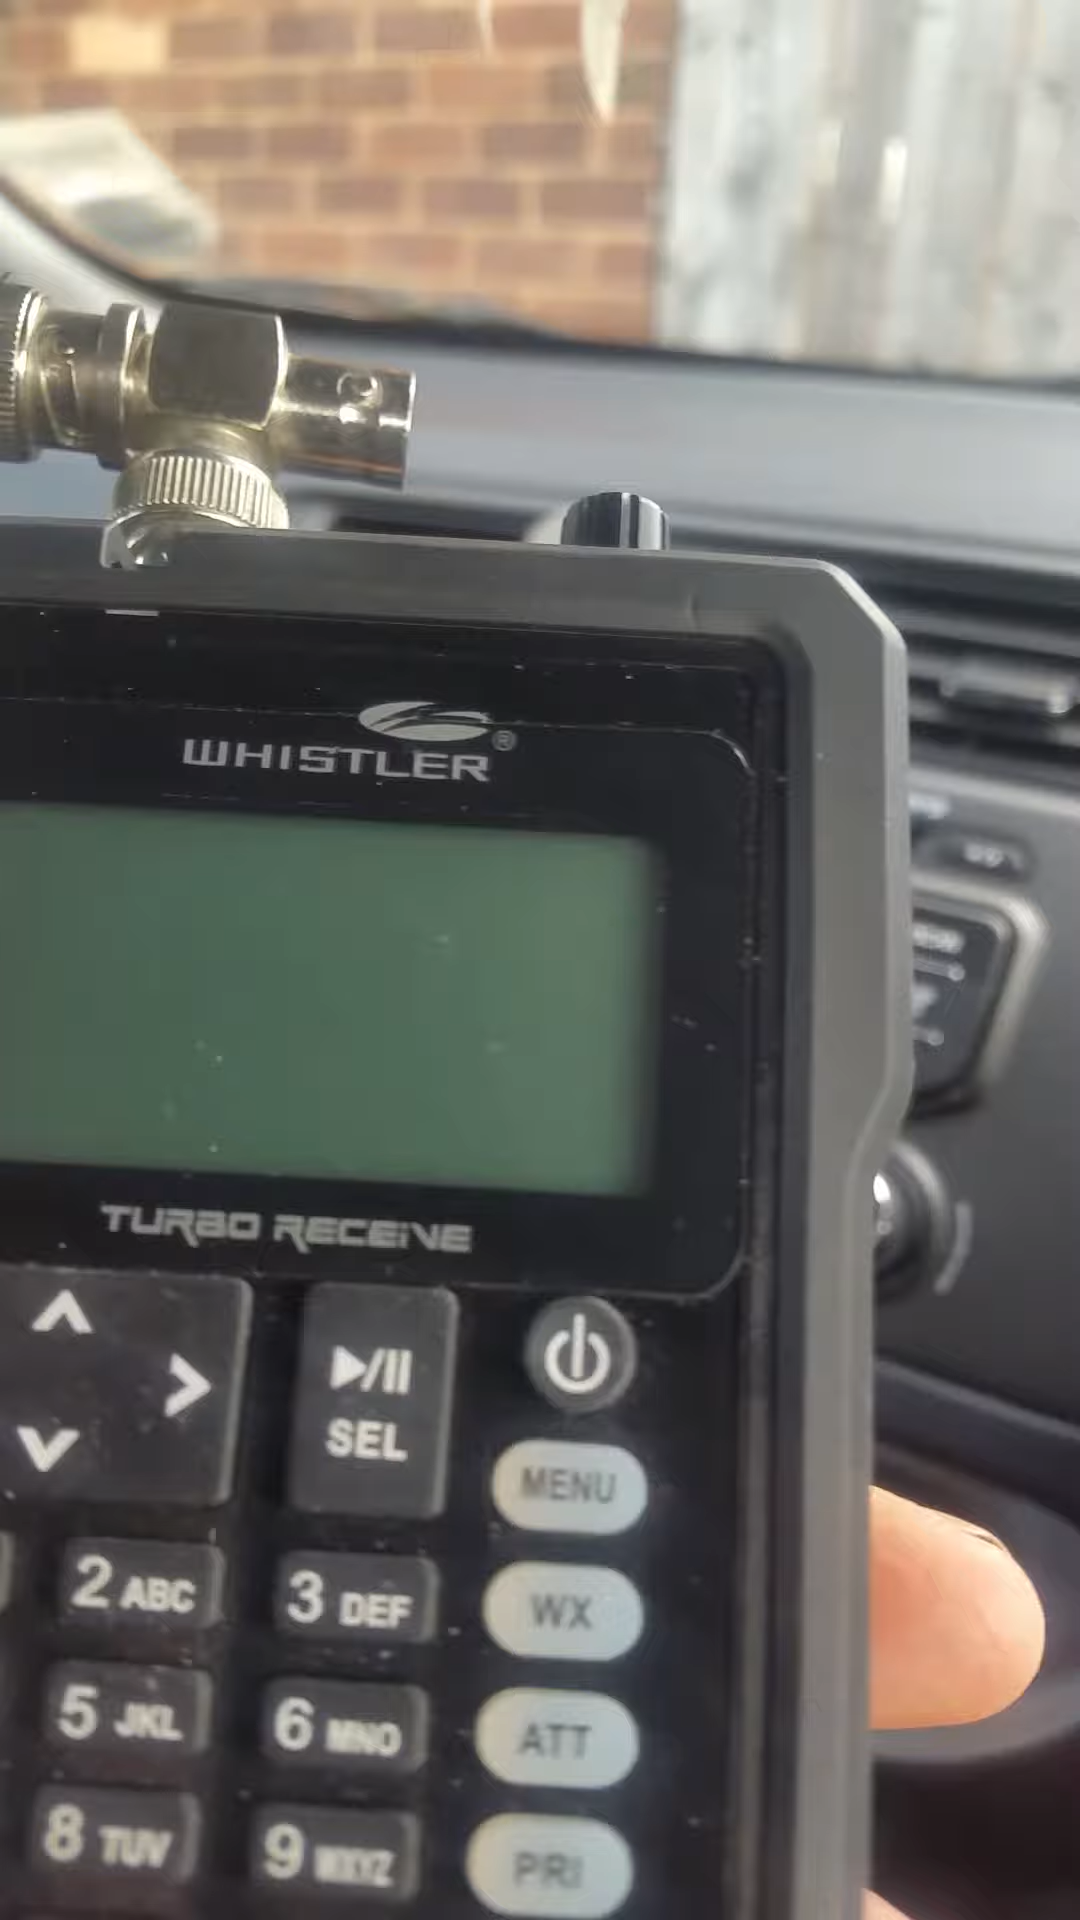 WHISTLER®
TURBO RECEIVE
SEL
MENU
2 ABC 3 DEF WX
5 JKL 6 MNO ATT
8 TUV 9 WXYZ PRI